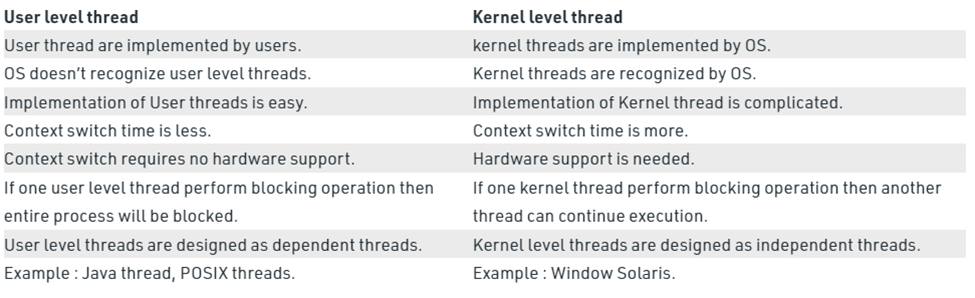 User level thread Kernel level thread
User thread are implemented by users. kernel threads are implemented by OS.
OS doesn't recognize user level threads. Kernel threads are recognized by OS.
Implementation of User threads is easy. Implementation of Kernel thread is complicated.
Context switch time is less. Context switch time is more.
Context switch requires no hardware support. Hardware support is needed.
If one user level thread perform blocking operation then If one kernel thread perform blocking operation then another
entire process will be blocked. thread can continue execution.
User level threads are designed as dependent threads. Kernel level threads are designed as independent threads.
Example : Java thread, POSIX threads. Example : Window Solaris.